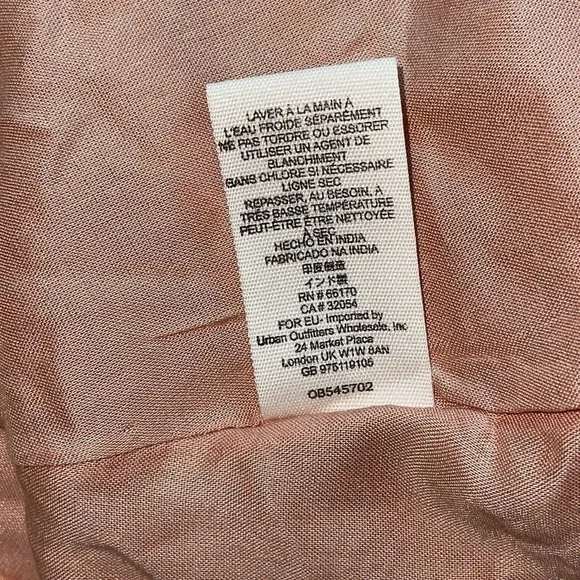 LAVER À LA MAIN A
L'EAU FROIDE SÉPARÉMENT
NE PAS TORDRE OU ESSORER
UTILISER UN AGENT DE
BLANCHIMENT
SANS CHLORE SI NÉCESSAIRE
LIGNE SEC
REPASSER, AU BESOIN, A
TRÈS BASSE TEMPÉRATURE
PEUT-ÊTRE ÊTRE NETTOYÉE
À SEC
HECHO EN INDIA
FABRICADO NA INDIA
印度制造
インド製
RN # 66170
CA # 32054
FOR EU- Imported by
Urban Outfitters Wholesale, Inc
24 Market Place
London UK W1W 8AN
GB 975119105
OB545702